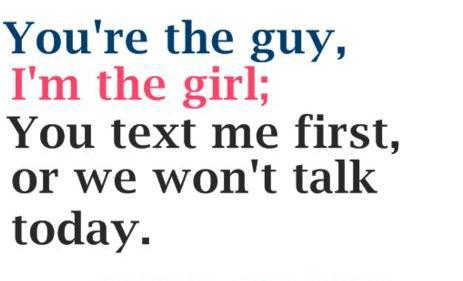 You're the guy,
I'm the girl;
You text me first,
or we won't talk
today.